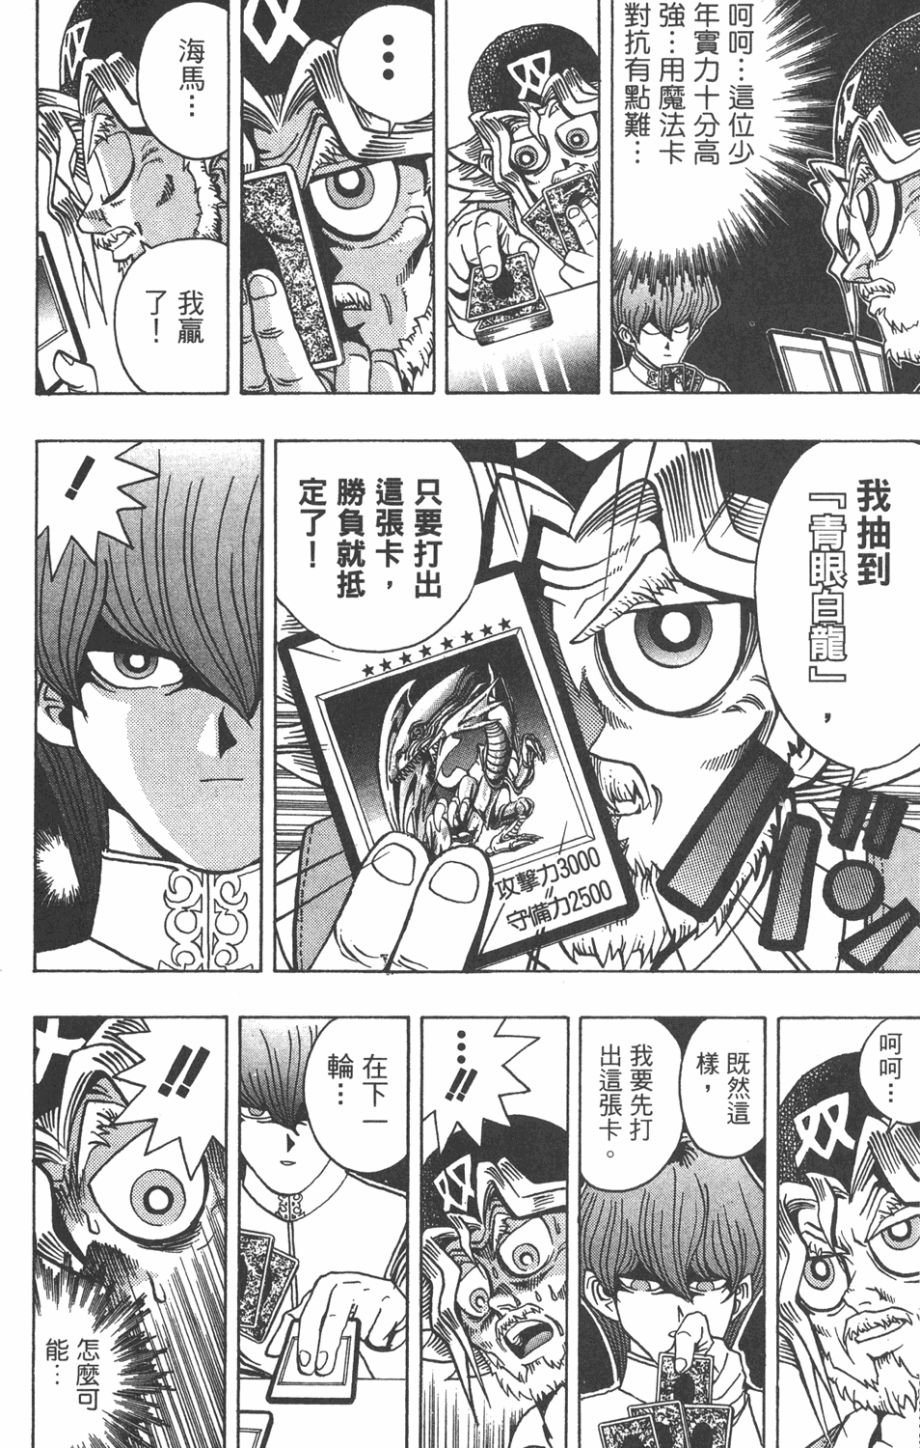 呵呵…這位少
年實力十分高
強…用魔法卡
對抗有點難…
…
海馬…
我贏
了！
我抽到
『青眼白龍』，
只要打出
這張卡，
勝負就抵
定了！
攻擊力3000
守備力2500
！
呵呵…
既然這
樣，
我要先打
出這張卡。
…!!
在下一
輪…
!!
怎麼可
能…